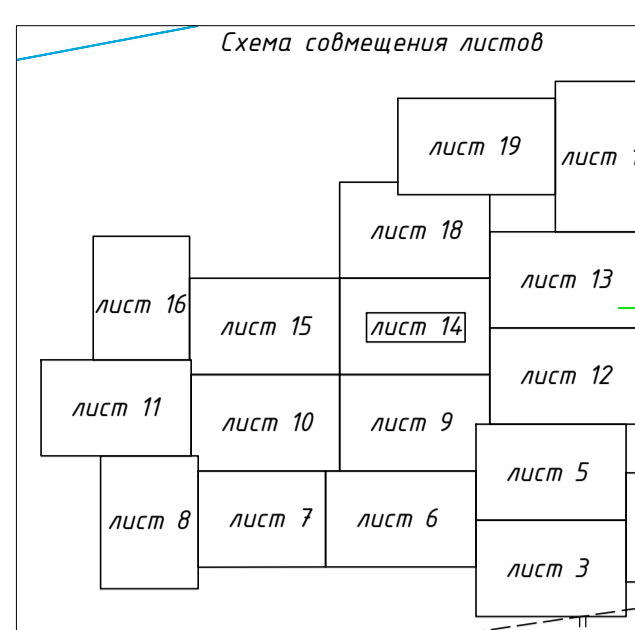 Схема совмещения листов
лист 19
лист
лист 18
лист 13
лист 16
лист 15
лист 14
лист 12
лист 11
лист 10
лист 9
лист 5
лист 8
лист 7
лист 6
лист 3